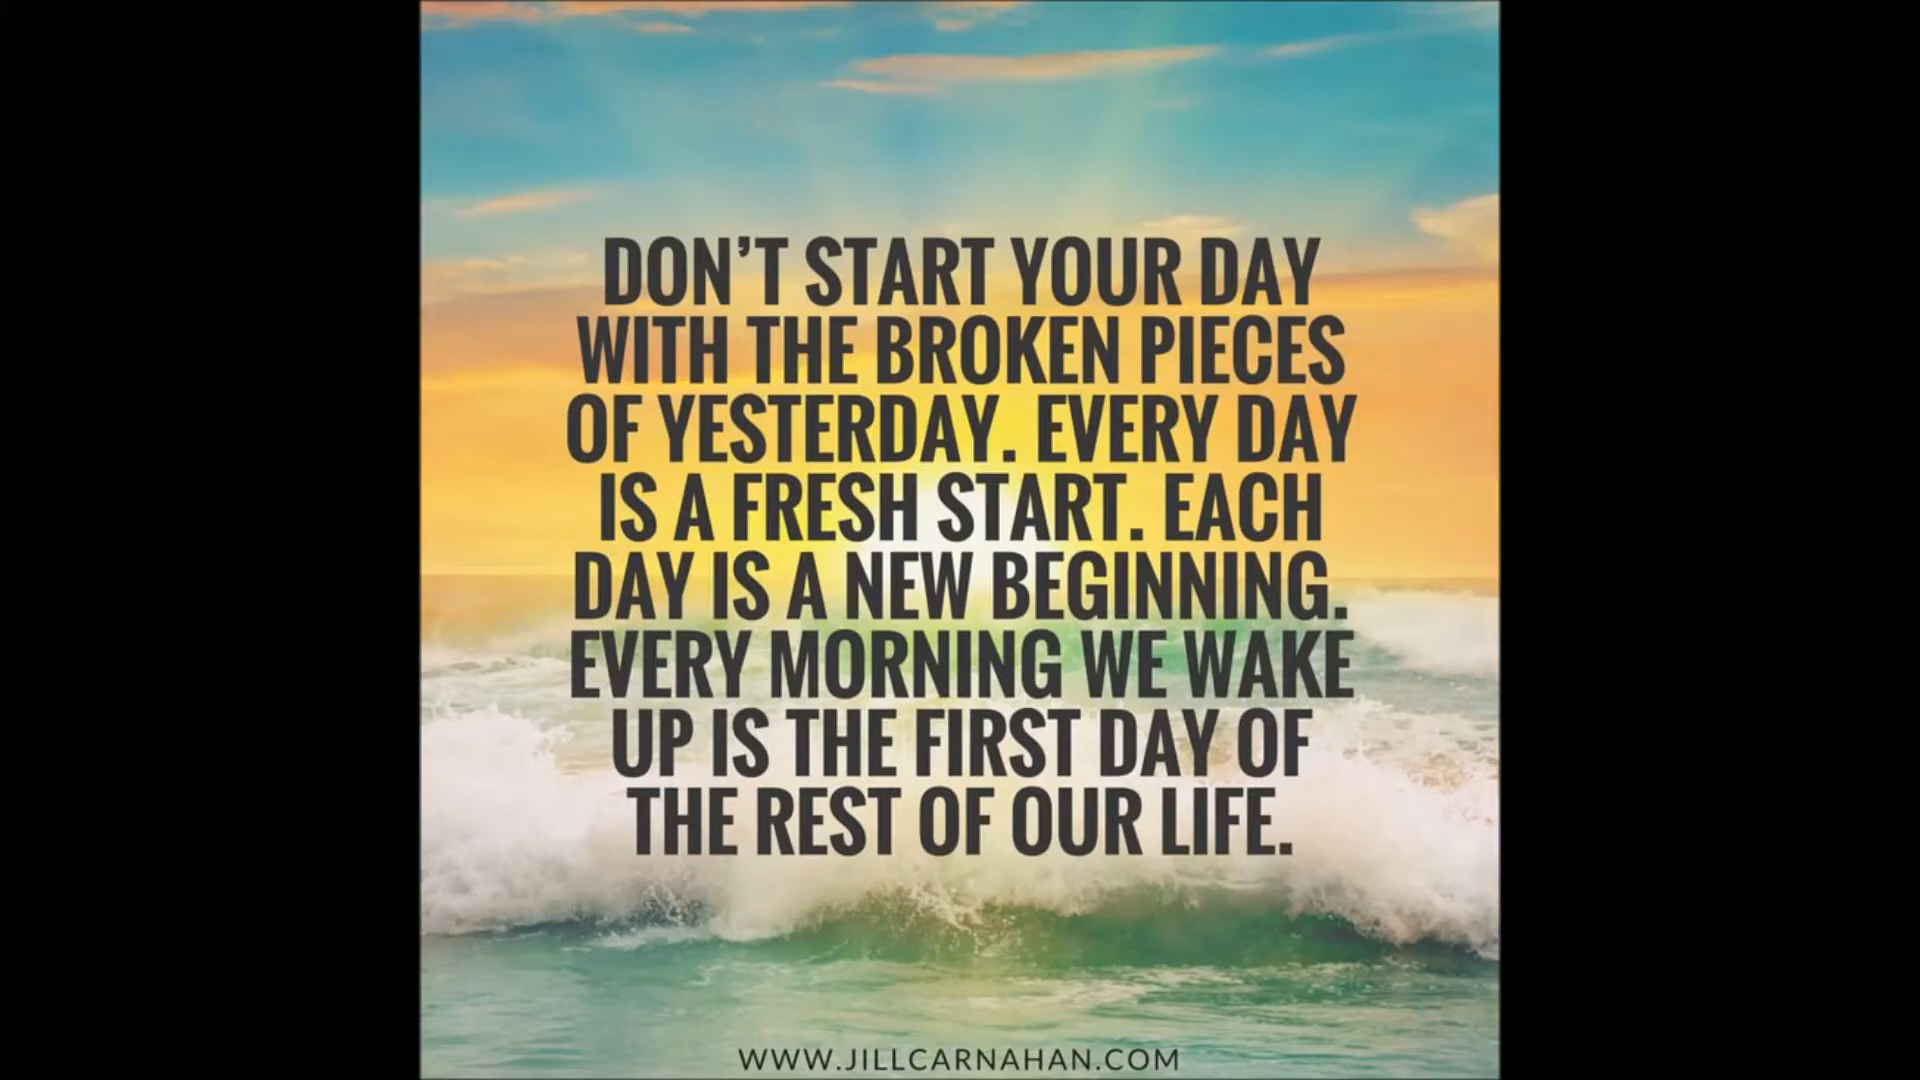 DON’T START YOUR DAY
WITH THE BROKEN PIECES
OF YESTERDAY. EVERY DAY
IS A FRESH START. EACH
DAY IS A NEW BEGINNING.
EVERY MORNING WE WAKE
UP IS THE FIRST DAY OF
THE REST OF OUR LIFE.
WWW.JILLCARNAHAN.COM